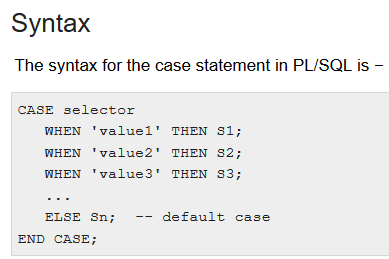 Syntax
The syntax for the case statement in PL/SQL is −
CASE selector
   WHEN 'value1' THEN S1;
   WHEN 'value2' THEN S2;
   WHEN 'value3' THEN S3;
   ...
   ELSE Sn;  -- default case
END CASE;